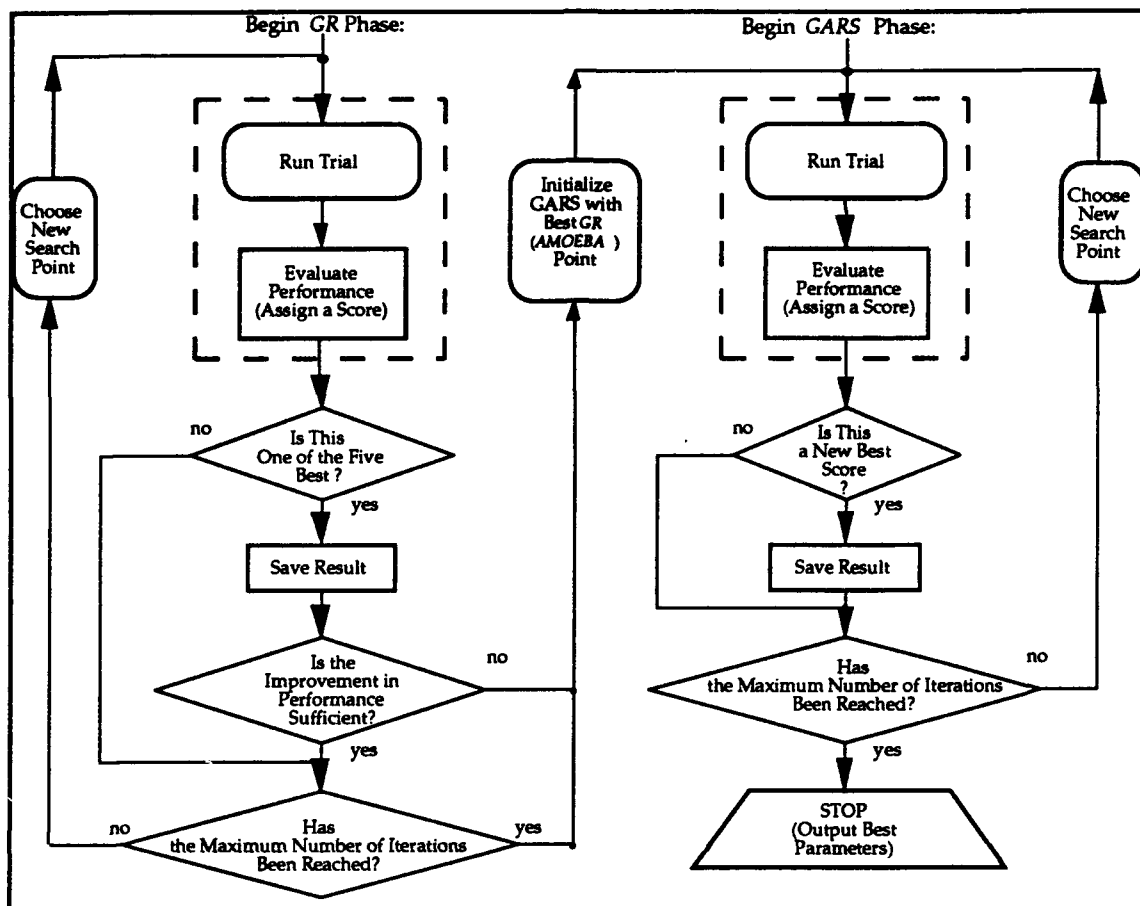 Begin GR Phase:
Run Trial
Choose
New
Search
Point
Evaluate
Performance
(Assign a Score)
no
Is This
One of the Five
Best ?
yes
Save Result
Is the
Improvement in
Performance
Sufficient?
no
yes
no
Has
the Maximum Number of Iterations
Been Reached?
yes
Initialize
GARS with
Best GR
(AMOEBA )
Point
Begin GARS Phase:
Run Trial
Choose
New
Search
Point
Evaluate
Performance
(Assign a Score)
no
Is This
a New Best
Score
?
yes
Save Result
Has
the Maximum Number of Iterations
Been Reached?
no
yes
STOP
(Output Best
Parameters)